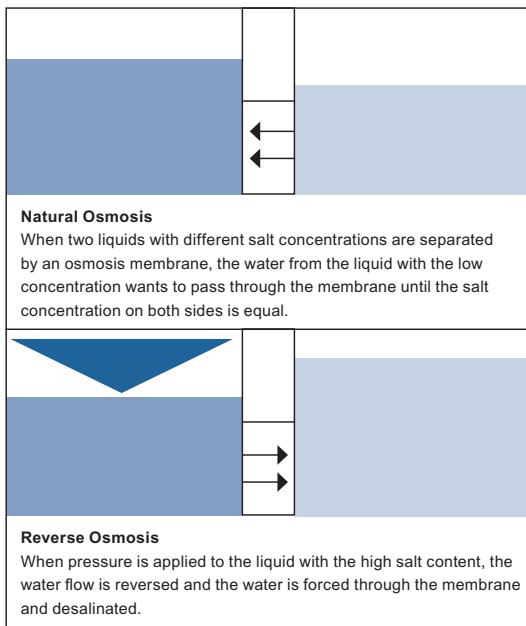 Natural Osmosis
When two liquids with different salt concentrations are separated
by an osmosis membrane, the water from the liquid with the low
concentration wants to pass through the membrane until the salt
concentration on both sides is equal.
Reverse Osmosis
When pressure is applied to the liquid with the high salt content, the
water flow is reversed and the water is forced through the membrane
and desalinated.